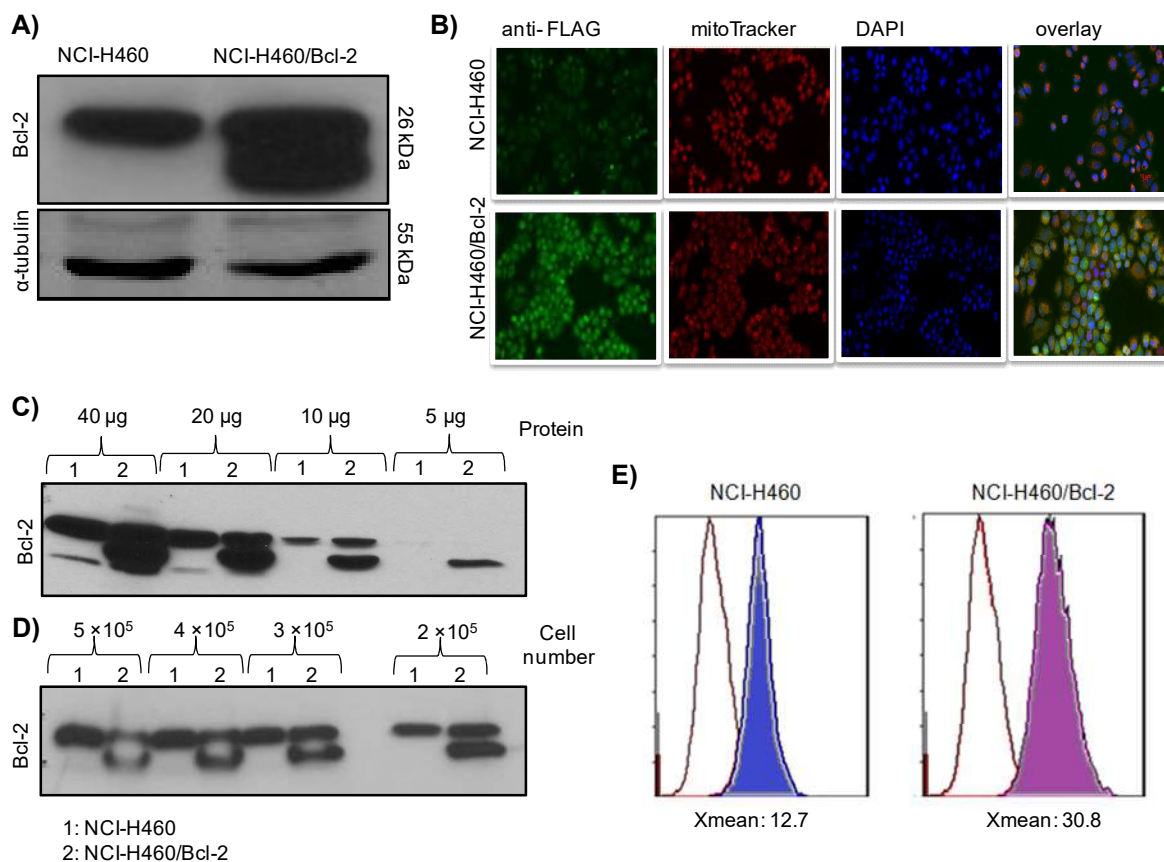 A)
NCI-H460 NCI-H460/Bcl-2
Bcl-2
26 kDa
α-tubulin
55 kDa
B)
anti-FLAG mitoTracker DAPI overlay
NCI-H460
NCI-H460/Bcl-2
C)
40 µg 20 µg 10 µg 5 µg Protein
1 2 1 2 1 2 1 2
Bcl-2
D)
5 ×10⁵ 4 ×10⁵ 3 ×10⁵ 2 ×10⁵ Cell
number
1 2 1 2 1 2 1 2
Bcl-2
1: NCI-H460
2: NCI-H460/Bcl-2
E)
NCI-H460 NCI-H460/Bcl-2
Xmean: 12.7 Xmean: 30.8